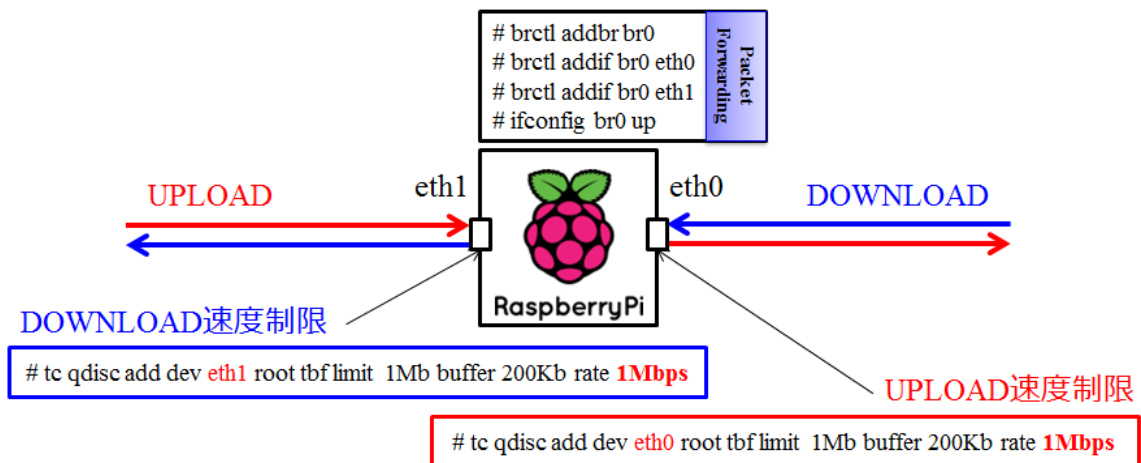 # brctl addbr br0
# brctl addif br0 eth0
# brctl addif br0 eth1
# ifconfig br0 up
Packet
Forwarding
UPLOAD
eth1
eth0
DOWNLOAD
RaspberryPi
DOWNLOAD速度制限
# tc qdisc add dev eth1 root tbf limit 1Mb buffer 200Kb rate 1Mbps
UPLOAD速度制限
# tc qdisc add dev eth0 root tbf limit 1Mb buffer 200Kb rate 1Mbps